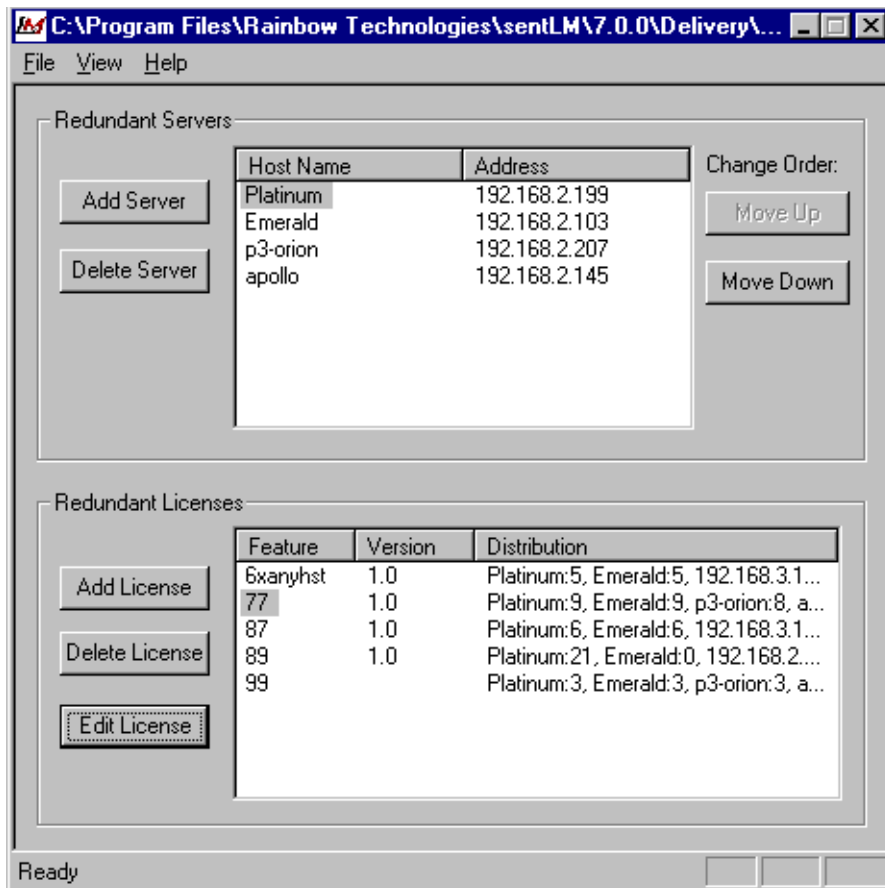 C:\Program Files\Rainbow Technologies\sentLM\7.0.0\Delivery\...
File View Help
Redundant Servers
Add Server
Delete Server
Host Name Address
Platinum 192.168.2.199
Emerald 192.168.2.103
p3-orion 192.168.2.207
apollo 192.168.2.145
Change Order:
Move Up
Move Down
Redundant Licenses
Add License
Delete License
Edit License
Feature Version Distribution
6xanyhst 1.0 Platinum:5, Emerald:5, 192.168.3.1...
77 1.0 Platinum:9, Emerald:9, p3-orion:8, a...
87 1.0 Platinum:6, Emerald:6, 192.168.3.1...
89 1.0 Platinum:21, Emerald:0, 192.168.2....
99 Platinum:3, Emerald:3, p3-orion:3, a...
Ready